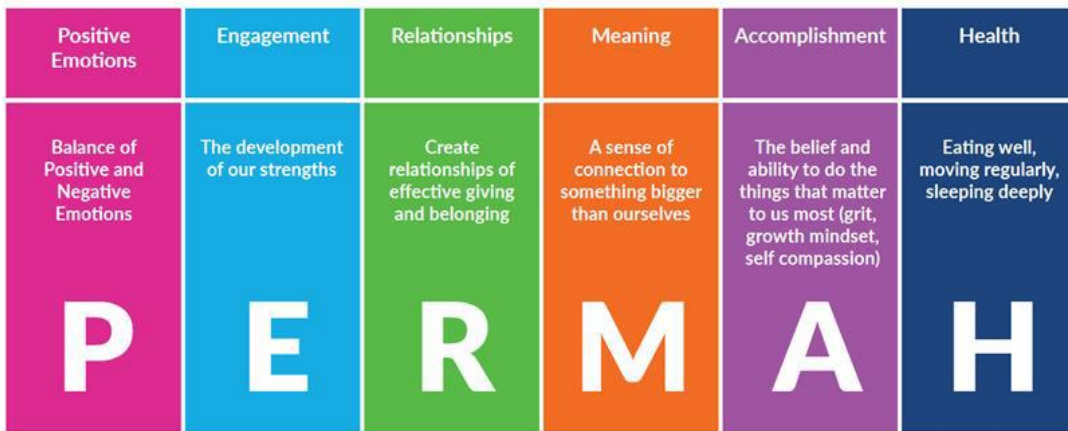 Positive
Emotions
Engagement
Relationships
Meaning
Accomplishment
Health
Balance of
Positive and
Negative
Emotions
The development
of our strengths
Create
relationships of
effective giving
and belonging
A sense of
connection to
something bigger
than ourselves
The belief and
ability to do the
things that matter
to us most (grit,
growth mindset,
self compassion)
Eating well,
moving regularly,
sleeping deeply
P
E
R
M
A
H